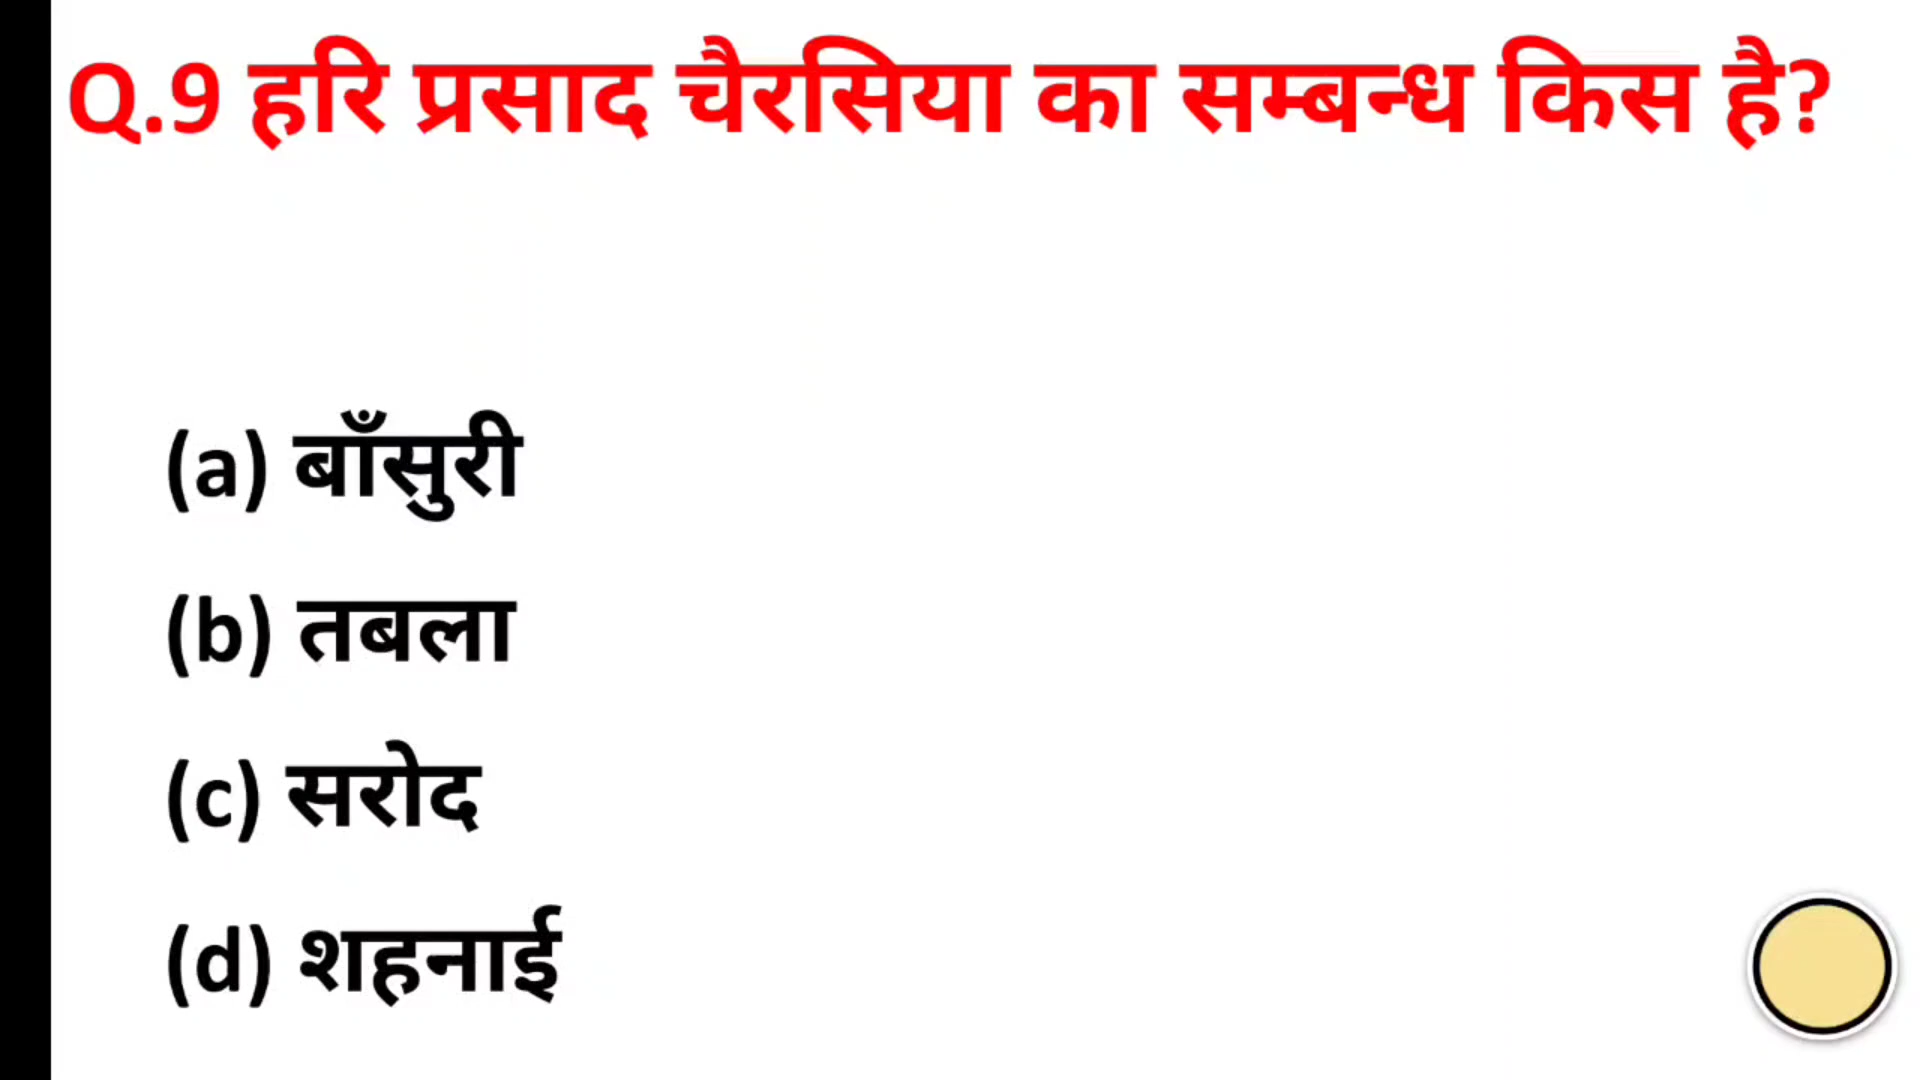 Q.9 हरि प्रसाद चैरसिया का सम्बन्ध किस है?
(a) बाँसुरी
(b) तबला
(c) सरोद
(d) शहनाई